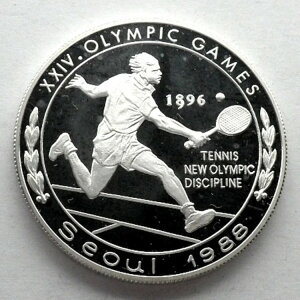 XXIV. OLYMPIC GAMES
1896
TENNIS
NEW OLYMPIC
DISCIPLINE
Seoul 1988